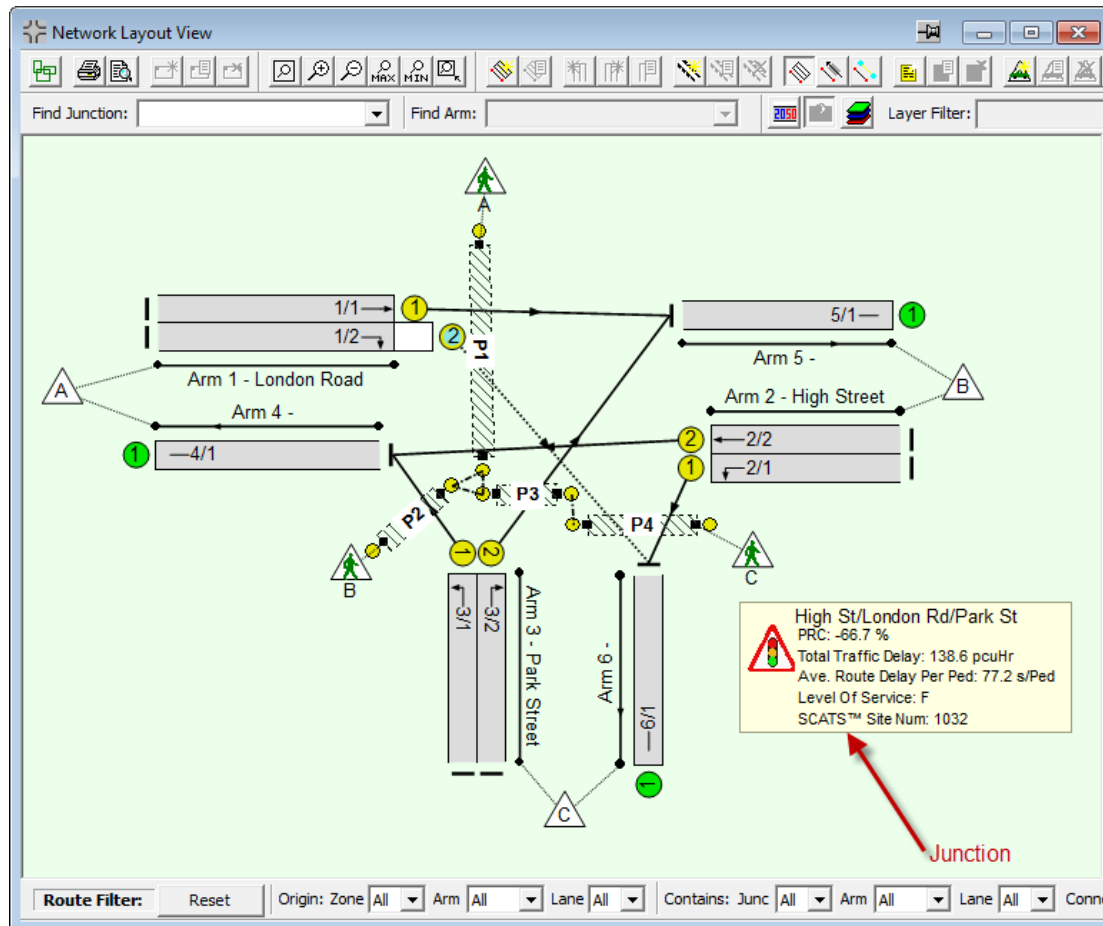 Network Layout View
MAX MIN
Find Junction: Find Arm: 2050 Layer Filter:
A
1/1 1
1/2 2
5/1 1
P1
Arm 1 - London Road
Arm 5 -
A
B
Arm 4 -
Arm 2 - High Street
1 4/1
2 2/2
1 2/1
P2 P3 P4
B
C
1 2
3/1 3/2
Arm 3 - Park Street
Arm 6 -
6/1
1
C
High St/London Rd/Park St
PRC: -66.7 %
Total Traffic Delay: 138.6 pcuHr
Ave. Route Delay Per Ped: 77.2 s/Ped
Level Of Service: F
SCATS™ Site Num: 1032
Junction
Route Filter: Reset Origin: Zone All Arm All Lane All Contains: Junc All Arm All Lane All Conn